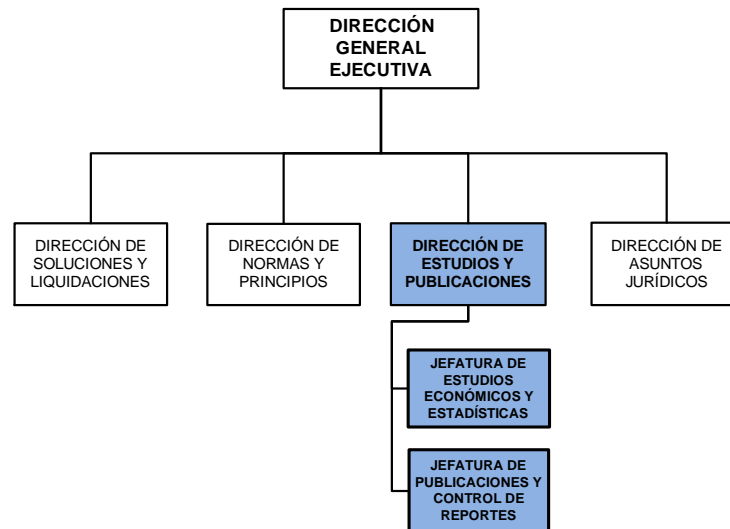 DIRECCIÓN
GENERAL
EJECUTIVA
DIRECCIÓN DE
SOLUCIONES Y
LIQUIDACIONES
DIRECCIÓN DE
NORMAS Y
PRINCIPIOS
DIRECCIÓN DE
ESTUDIOS Y
PUBLICACIONES
DIRECCIÓN DE
ASUNTOS
JURÍDICOS
JEFATURA DE
ESTUDIOS
ECONÓMICOS Y
ESTADÍSTICAS
JEFATURA DE
PUBLICACIONES Y
CONTROL DE
REPORTES